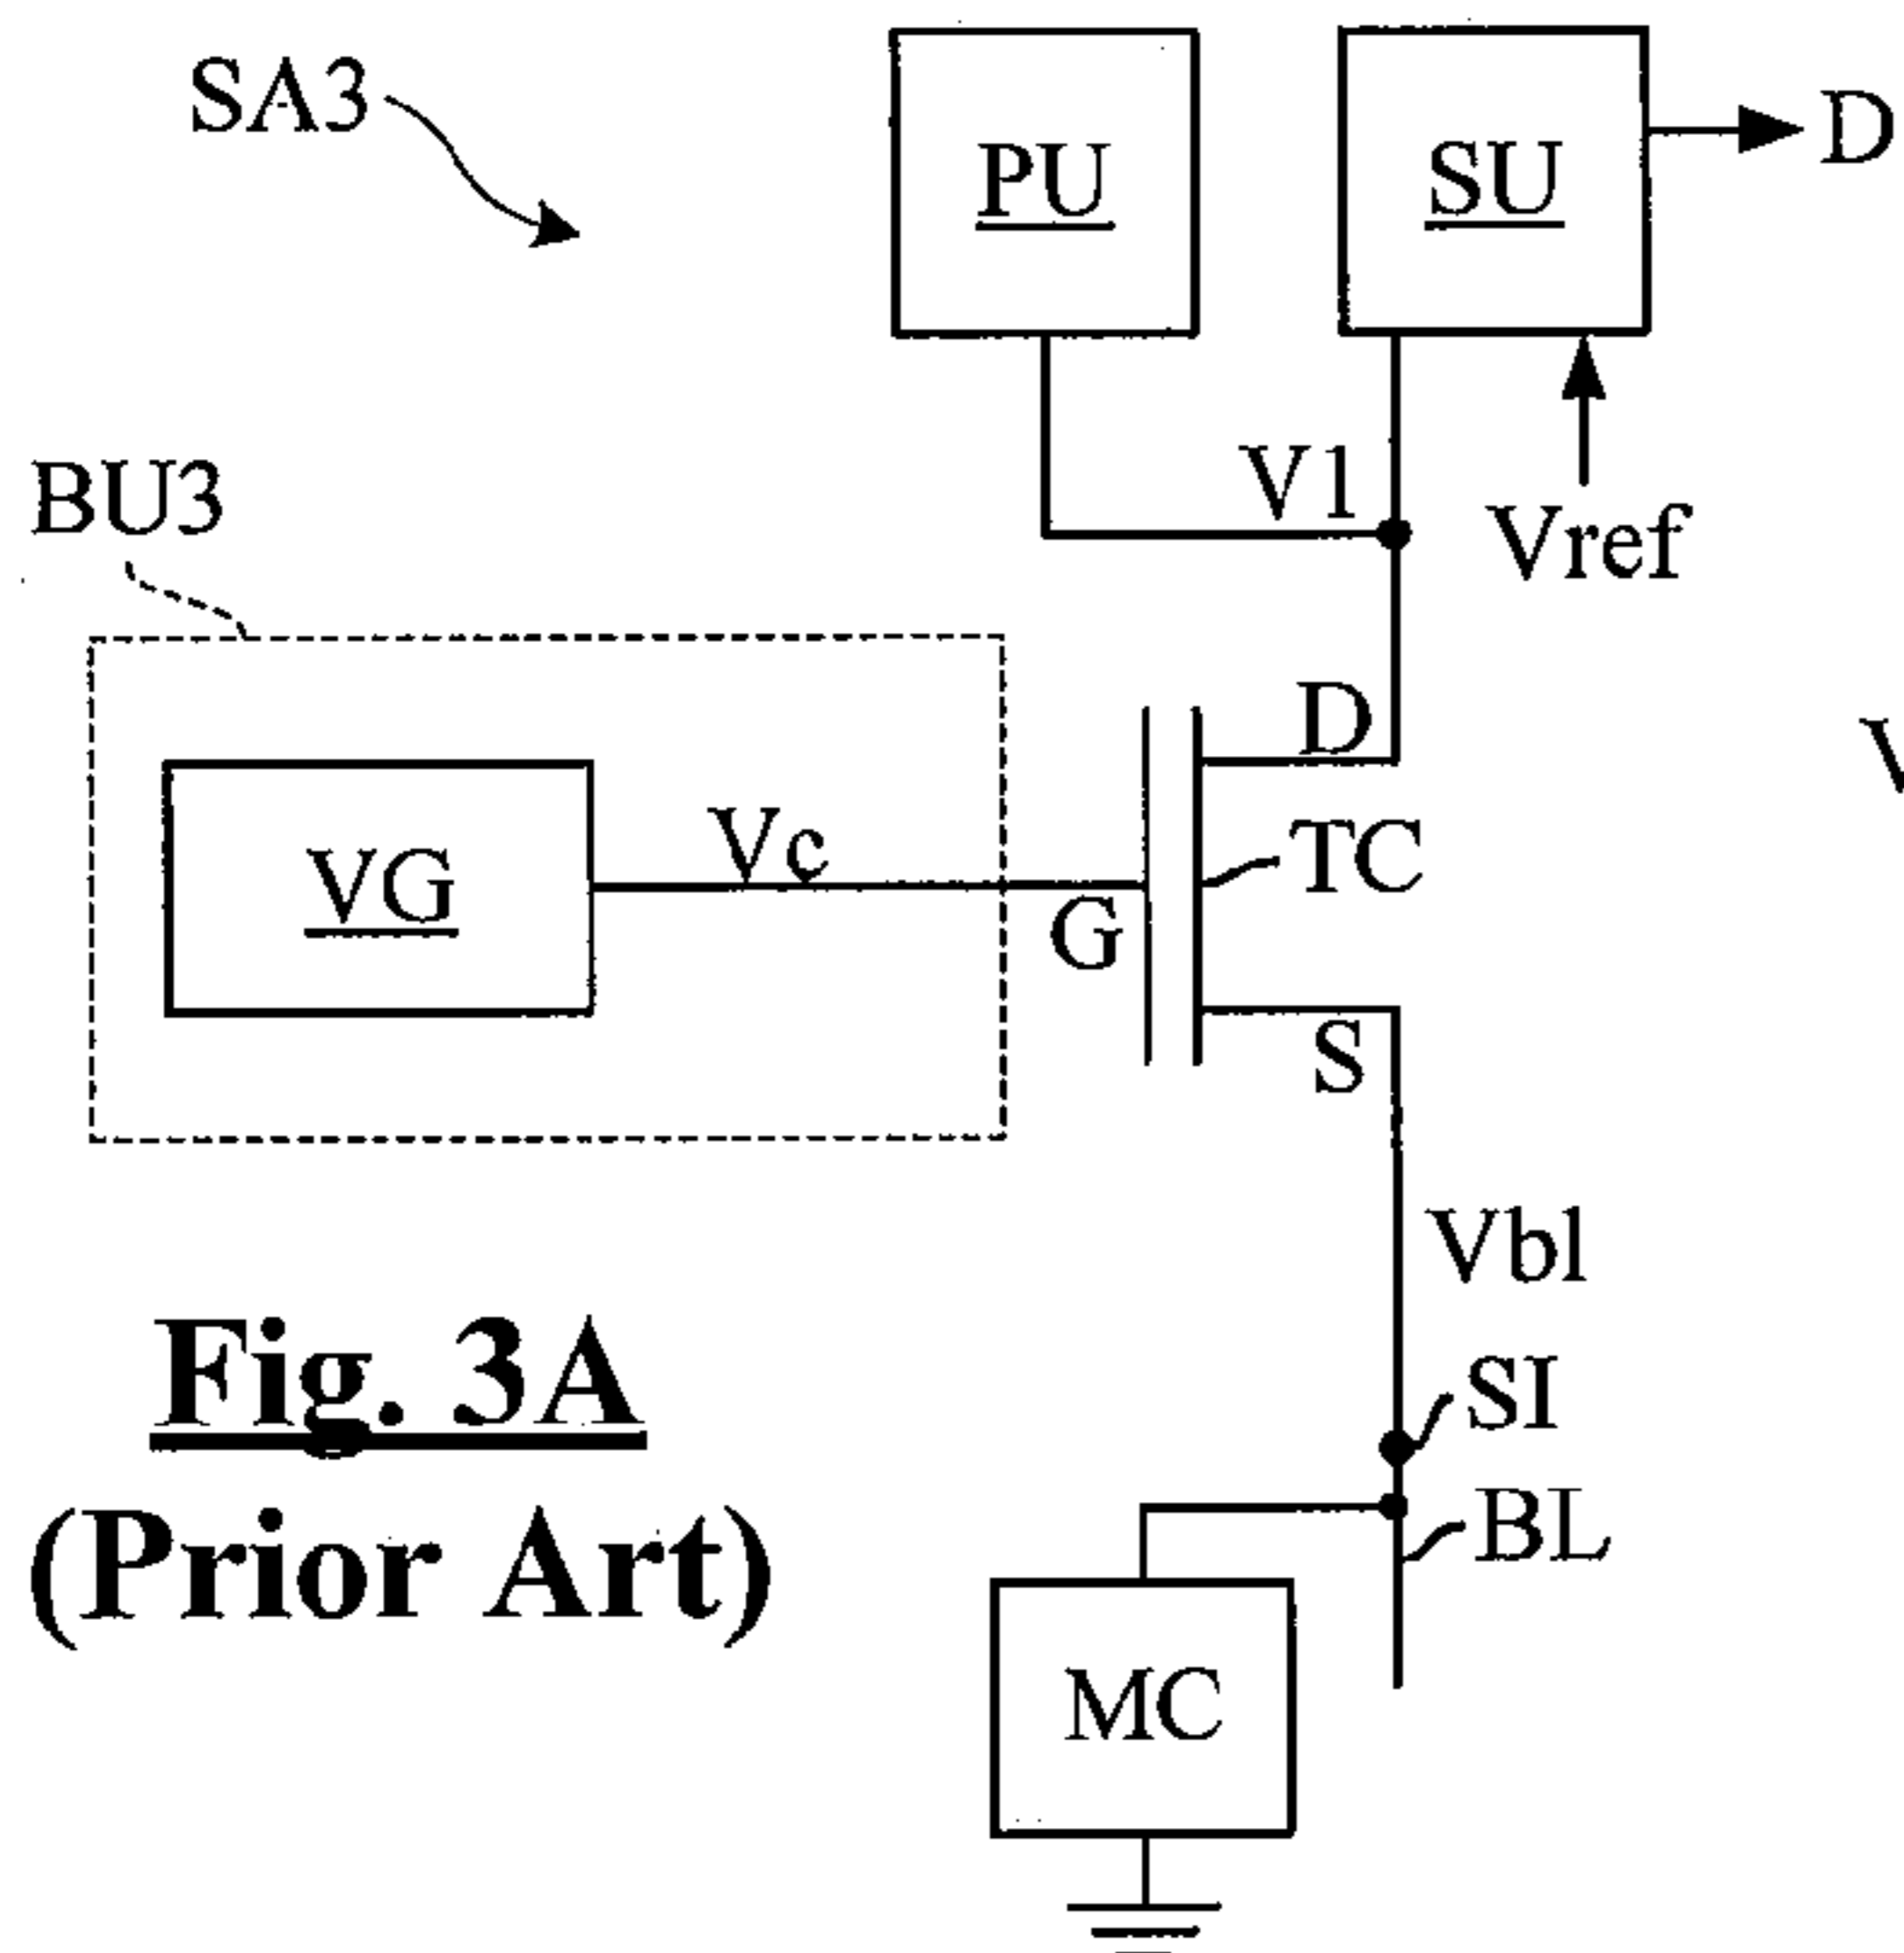 SA3
PU
SU
D
V1
Vref
BU3
D
V
VG
Vc
G
TC
S
Vbl
SI
BL
MC
Fig. 3A
(Prior Art)